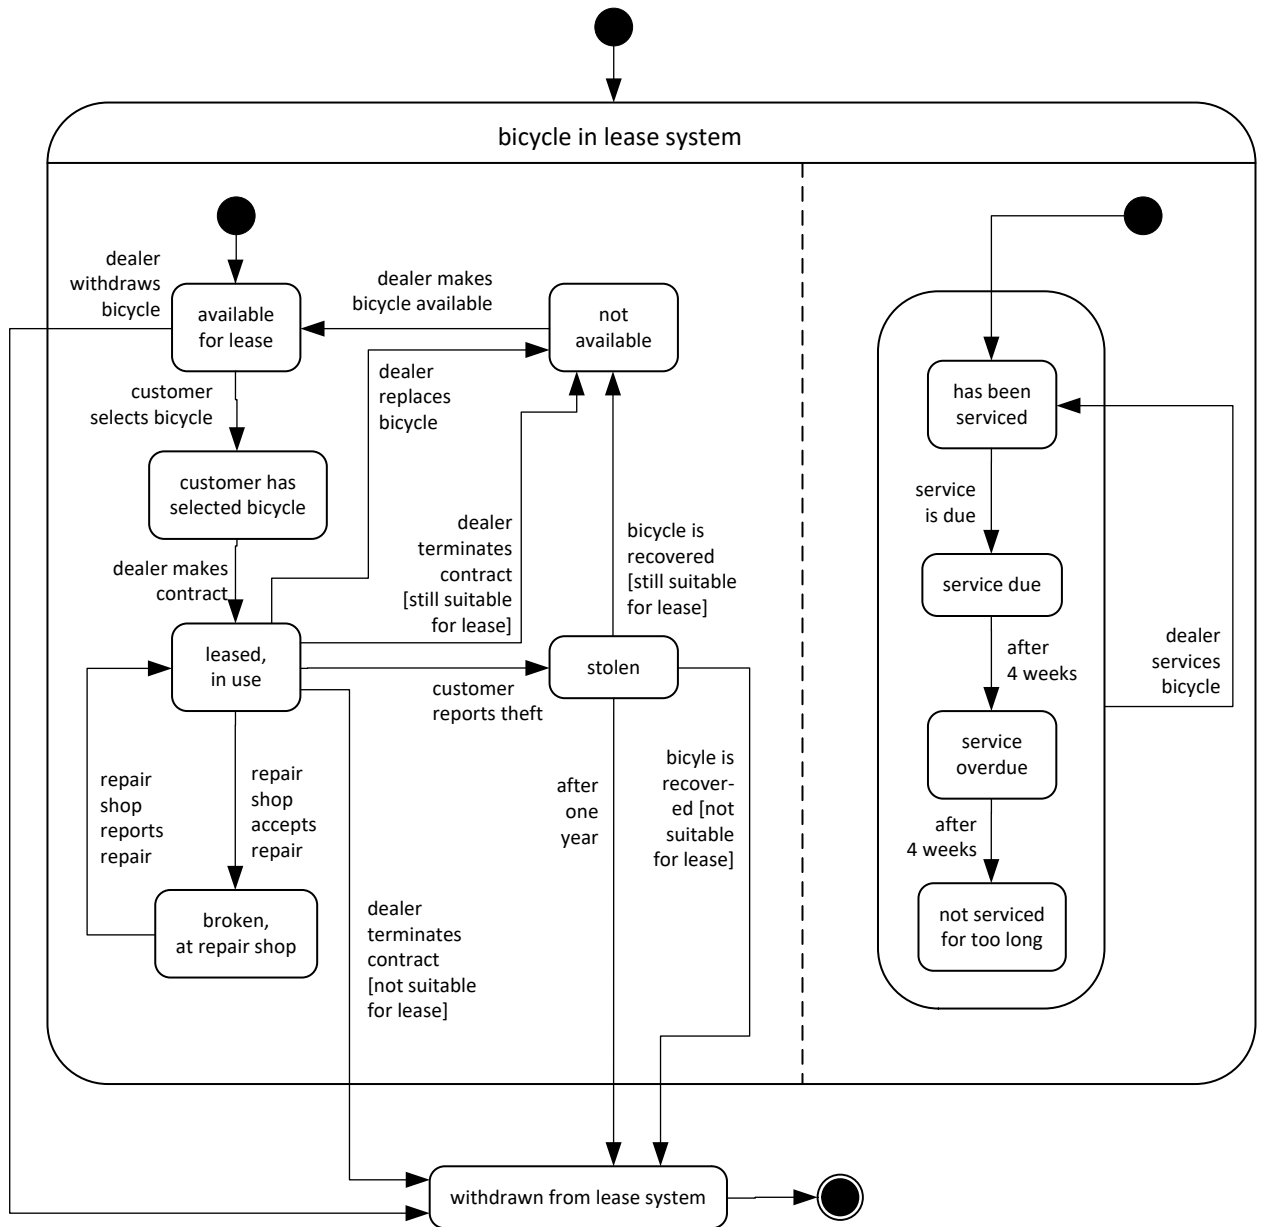 bicycle in lease system
dealer
withdraws
bicycle
available
for lease
dealer makes
bicycle available
not
available
customer
selects bicycle
dealer
replaces
bicycle
customer has
selected bicycle
dealer makes
contract
dealer
terminates
contract
[still suitable
for lease]
bicycle is
recovered
[still suitable
for lease]
leased,
in use
customer
reports theft
stolen
repair
shop
reports
repair
repair
shop
accepts
repair
broken,
at repair shop
dealer
terminates
contract
[not suitable
for lease]
after
one
year
bicyle is
recover-
ed [not
suitable
for lease]
has been
serviced
service
is due
service due
after
4 weeks
dealer
services
bicycle
service
overdue
after
4 weeks
not serviced
for too long
withdrawn from lease system